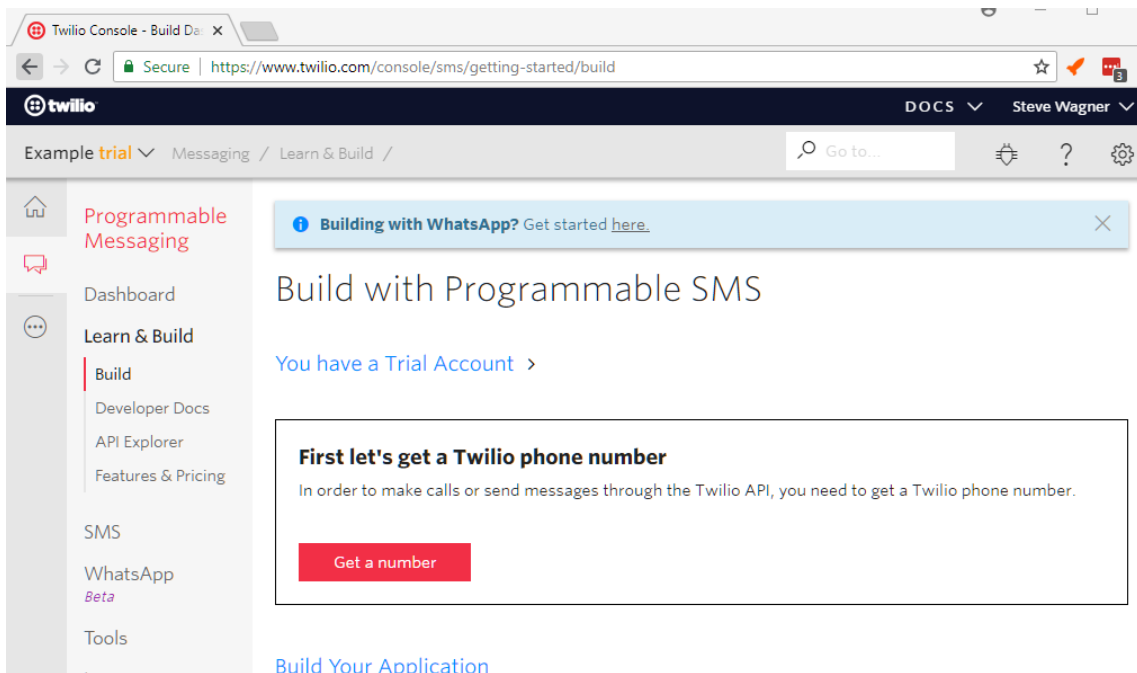 Twilio Console - Build Da
Secure | https://www.twilio.com/console/sms/getting-started/build
3
twilio
DOCS
Steve Wagner
Example trial
Messaging / Learn & Build /
Go to...
?
Programmable
Messaging
Dashboard
Learn & Build
Build
Developer Docs
API Explorer
Features & Pricing
SMS
WhatsApp
Beta
Tools
Building with WhatsApp? Get started here.
Build with Programmable SMS
You have a Trial Account >
First let's get a Twilio phone number
In order to make calls or send messages through the Twilio API, you need to get a Twilio phone number.
Get a number
Build Your Application